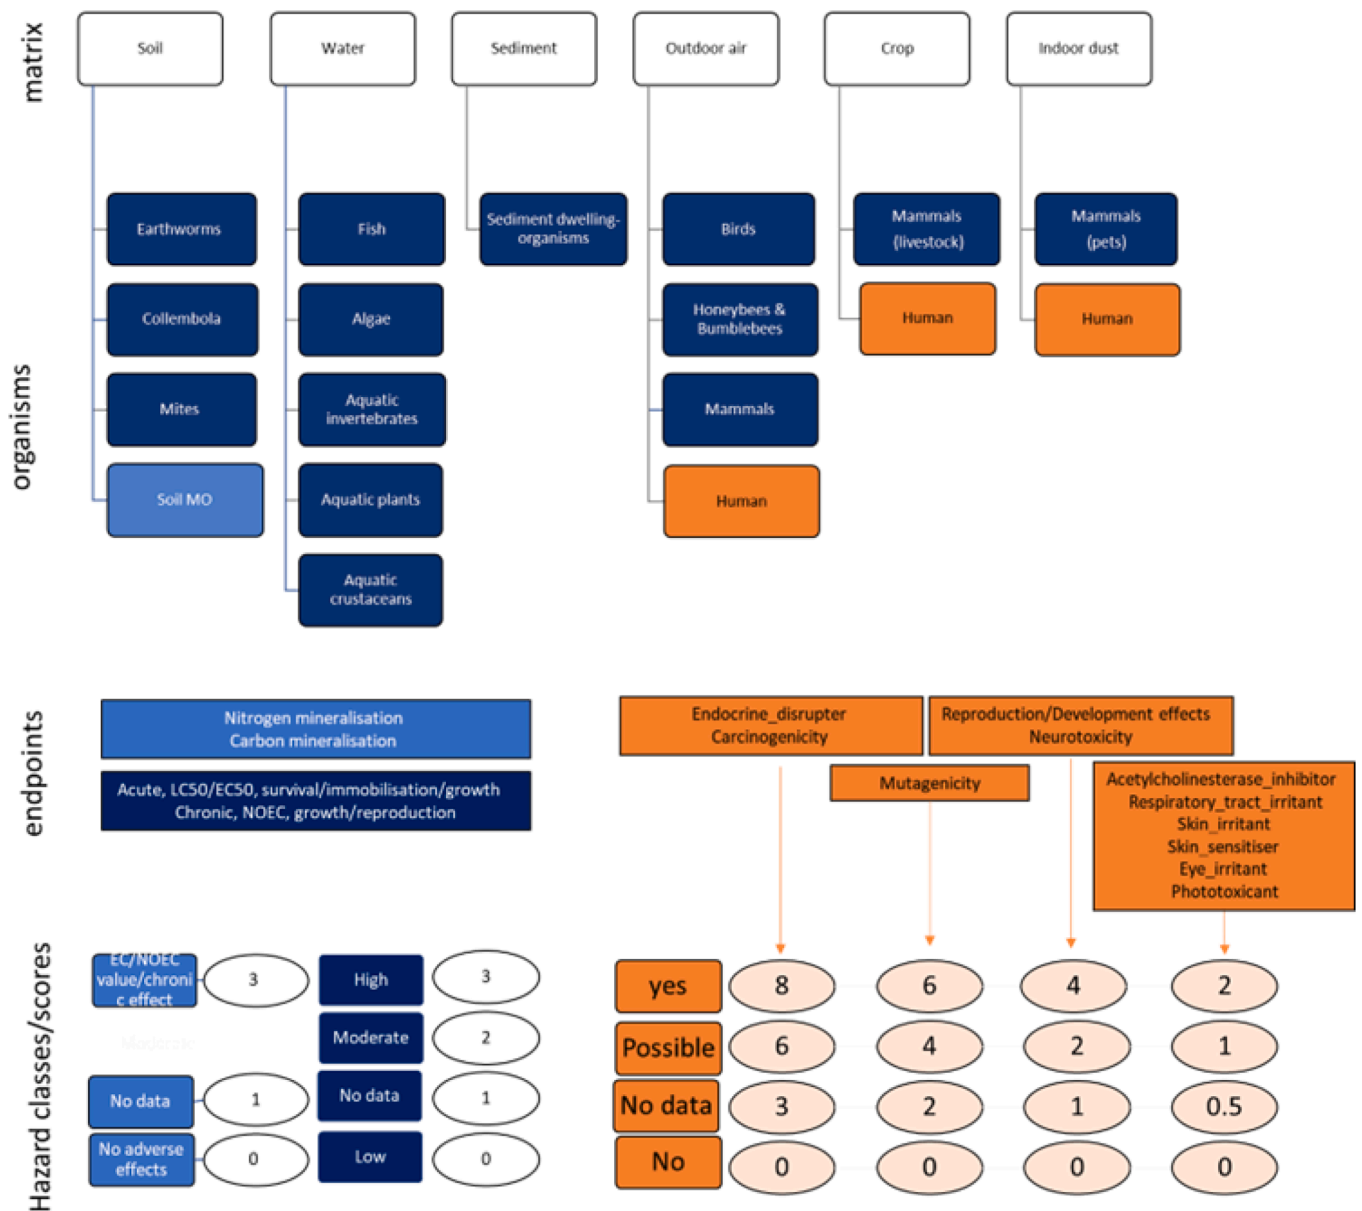 matrix
Soil
Water
Sediment
Outdoor air
Crop
Indoor dust
organisms
Earthworms
Collembola
Mites
Soil MO
Fish
Algae
Aquatic
invertebrates
Aquatic plants
Aquatic
crustaceans
Sediment dwelling-
organisms
Birds
Honeybees &
Bumblebees
Mammals
Human
Mammals
(livestock)
Human
Mammals
(pets)
Human
endpoints
Nitrogen mineralisation
Carbon mineralisation
Acute, LC50/EC50, survival/immobilisation/growth
Chronic, NOEC, growth/reproduction
Endocrine_disrupter
Carcinogenicity
Mutagenicity
Reproduction/Development effects
Neurotoxicity
Acetylcholinesterase_inhibitor
Respiratory_tract_irritant
Skin_irritant
Skin_sensitiser
Eye_irritant
Phototoxicant
Hazard classes/scores
EC/NOEC
value/chroni
c effect
3
Moderate
No data
1
No adverse
effects
0
High
3
Moderate
2
No data
1
Low
0
yes
8
6
4
2
Possible
6
4
2
1
No data
3
2
1
0.5
No
0
0
0
0